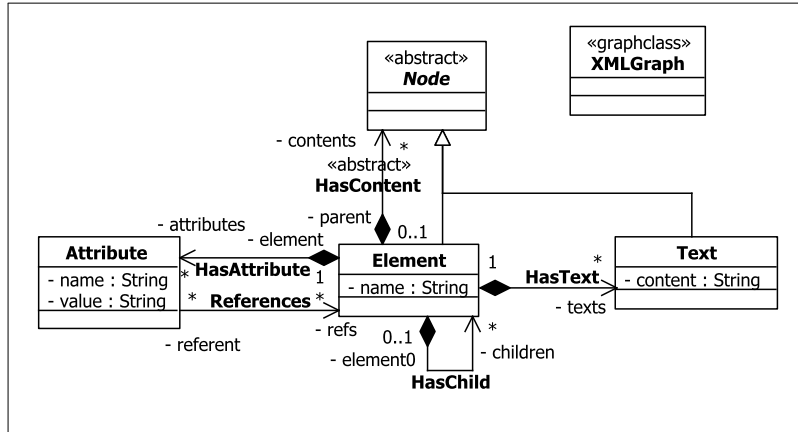 «abstract»
Node
«graphclass»
XMLGraph
- contents
*
«abstract»
HasContent
- parent
0..1
- attributes
- element
Attribute
- name : String
- value : String
*
HasAttribute
1
Element
- name : String
1
HasText
*
- texts
Text
- content : String
*
References
*
- referent
- refs
0..1
- element0
*
- children
HasChild